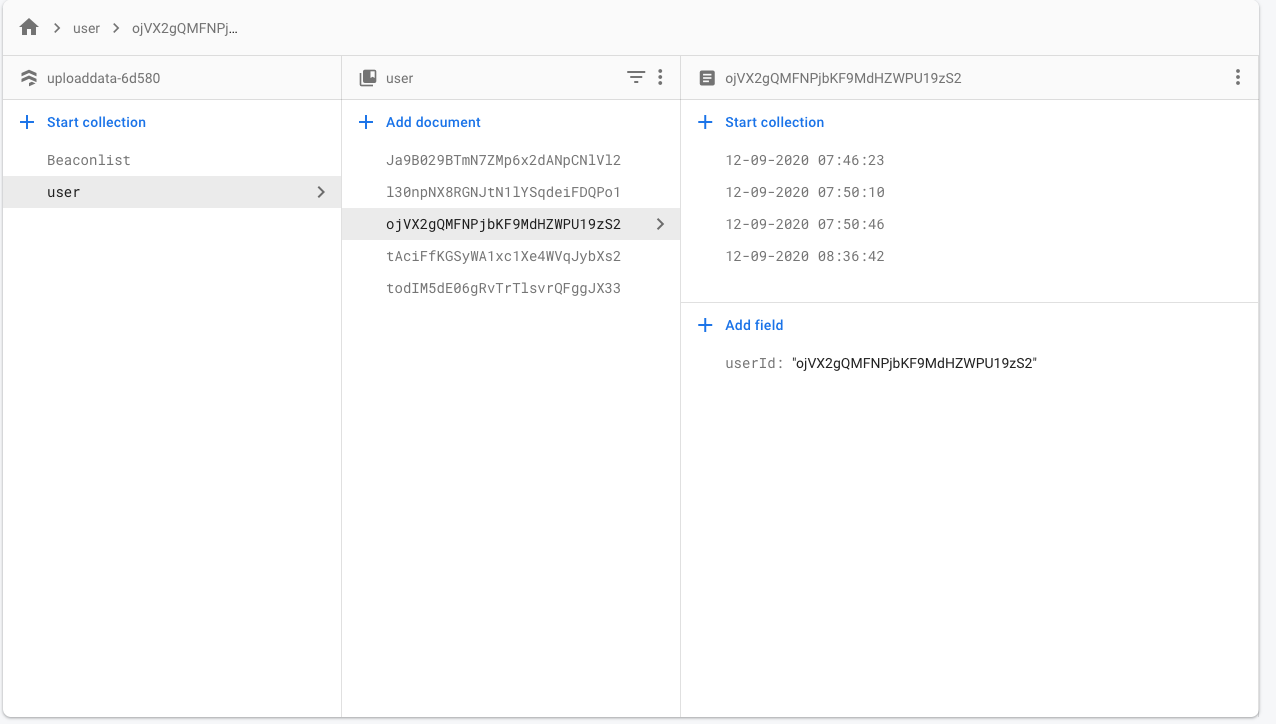 user
ojVX2gQMFNPj...
uploaddata-6d580
Start collection
Beaconlist
user
user
Add document
Ja9B029BTmN7ZMp6x2dANpCNlVl2
l30npNX8RGNJtN1lYSqdeiFDQPo1
ojVX2gQMFNPjbKF9MdHZWPU19zS2
tAciFfKGSyWA1xc1Xe4WVqJybXs2
todIM5dE06gRvTrTlsvrQFggJX33
ojVX2gQMFNPjbKF9MdHZWPU19zS2
Start collection
12-09-2020 07:46:23
12-09-2020 07:50:10
12-09-2020 07:50:46
12-09-2020 08:36:42
Add field
userId: "ojVX2gQMFNPjbKF9MdHZWPU19zS2"